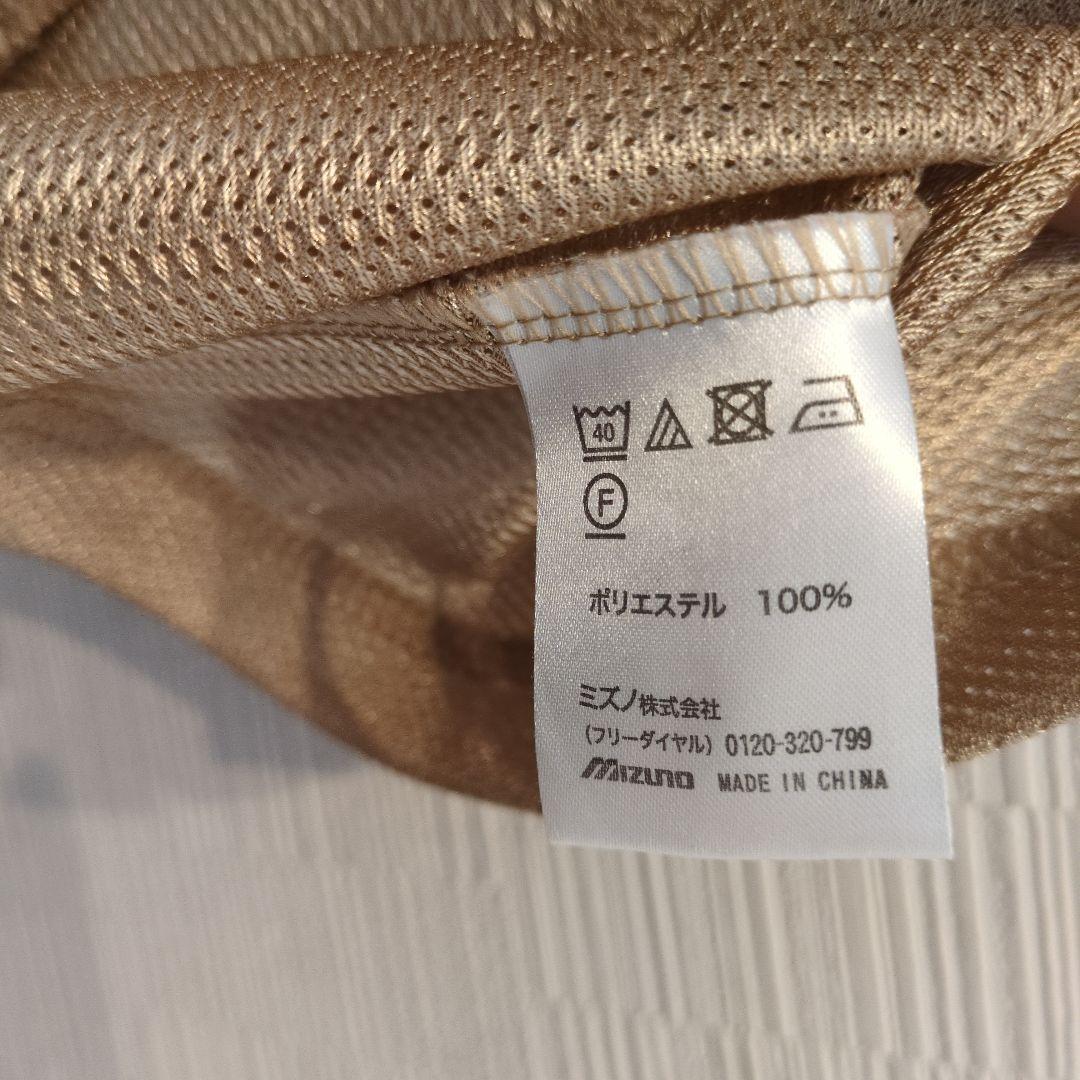 40
F
ポリエステル 100%
ミズノ株式会社
(フリーダイヤル) 0120-320-799
MIZUNO MADE IN CHINA